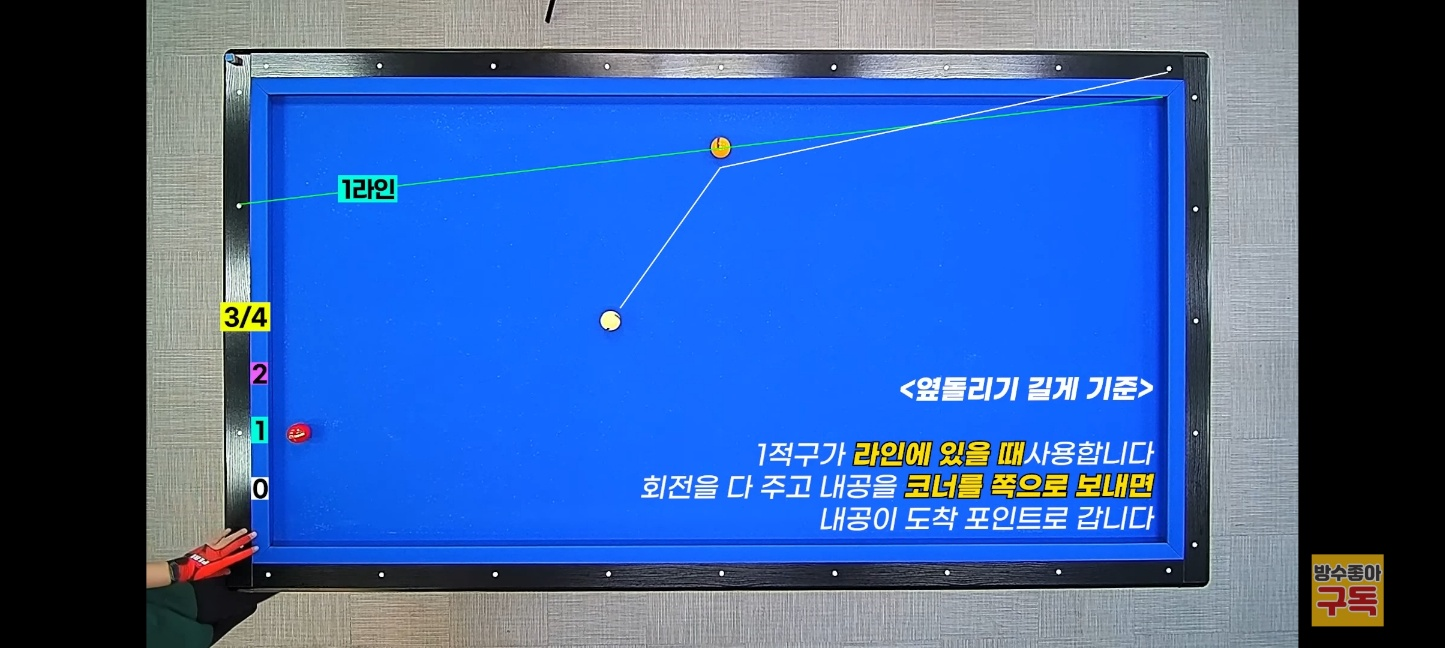 1라인
3/4
2
1
0
<옆돌리기 길게 기준>
1적구가 라인에 있을 때사용합니다
회전을 다 주고 내공을 코너를 쪽으로 보내면
내공이 도착 포인트로 갑니다
방수좋아
구독